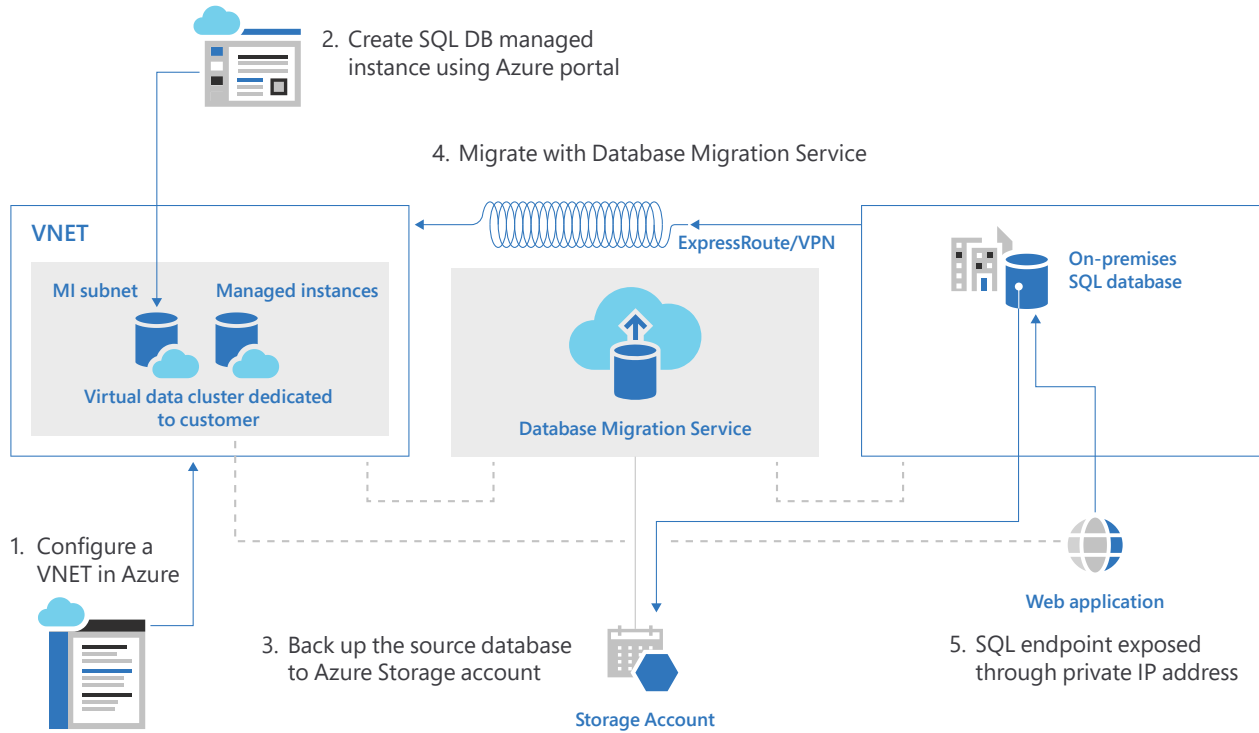 2. Create SQL DB managed
instance using Azure portal
4. Migrate with Database Migration Service
VNET
ExpressRoute/VPN
On-premises
SQL database
MI subnet
Managed instances
Virtual data cluster dedicated
to customer
Database Migration Service
1. Configure a
VNET in Azure
Web application
3. Back up the source database
to Azure Storage account
5. SQL endpoint exposed
through private IP address
Storage Account